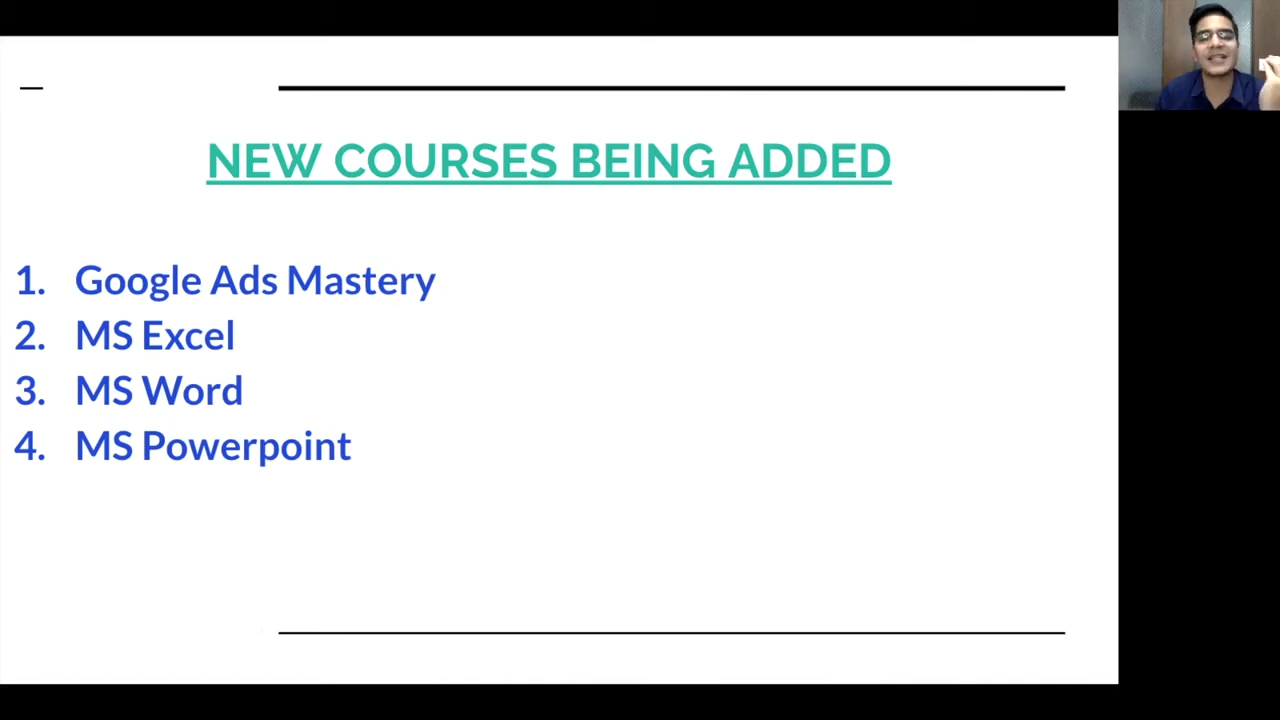 NEW COURSES BEING ADDED
1. Google Ads Mastery
2. MS Excel
3. MS Word
4. MS Powerpoint